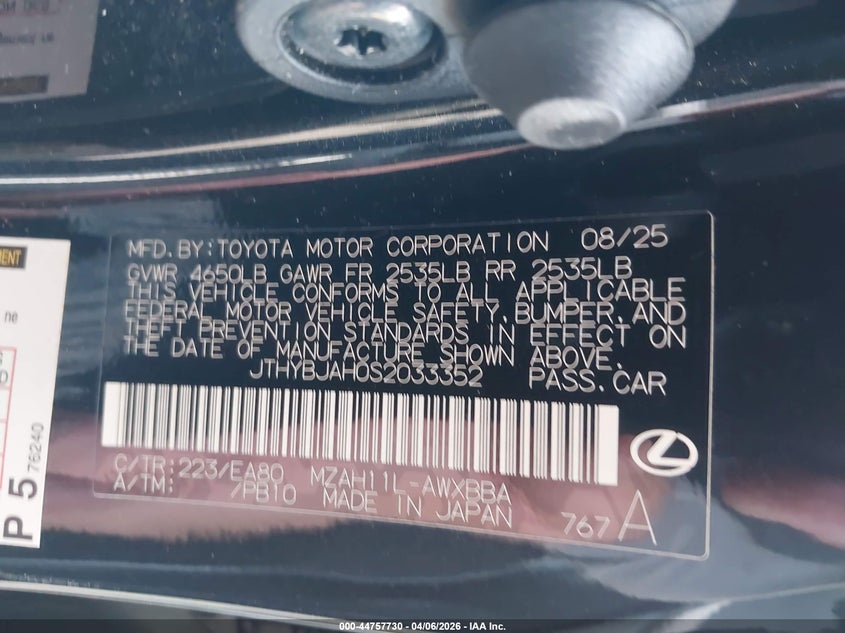 MFD.BY:TOYOTA MOTOR CORPORATION 08/25
GVWR 4650LB GAWR FR 2535LB RR 2535LB
THIS VEHICLE CONFORMS TO ALL APPLICABLE
FEDERAL MOTOR VEHICLE SAFETY,BUMPER,AND
THEFT PREVENTION STANDARDS IN EFFECT ON
THE DATE OF MANUFACTURE SHOWN ABOVE.
JTHYBJAH0S2033352 PASS.CAR
C/TR:223/EA80 MZAH11L-AWXBBA
A/TM: /PB10 MADE IN JAPAN
767A
P 5 76240
ne
000-44757730 - 04/06/2026 - IAA Inc.